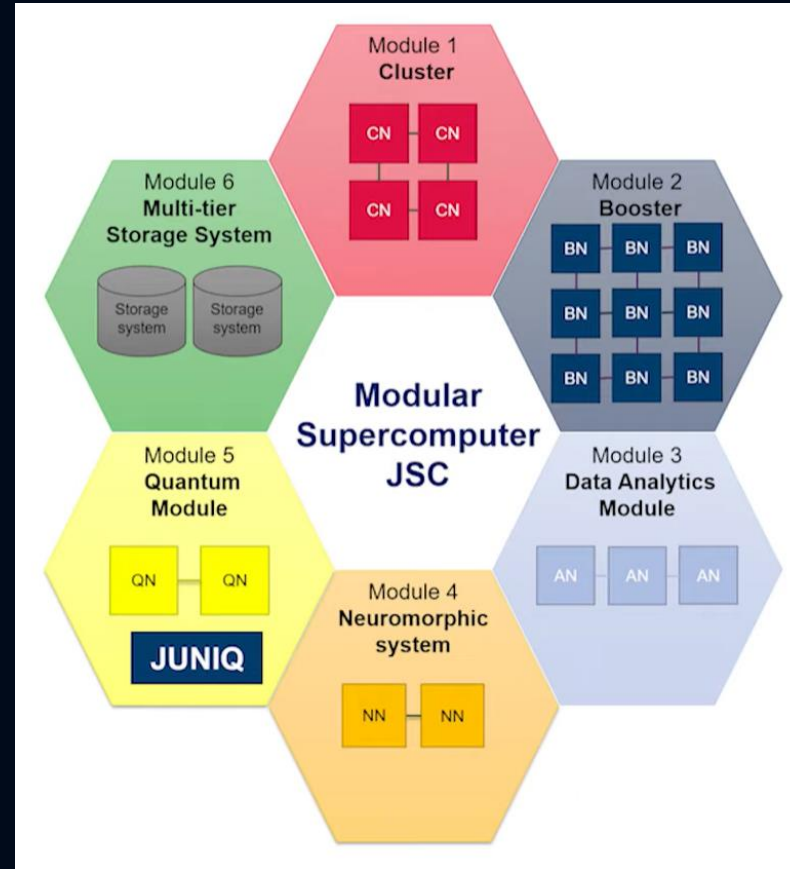 Module 1
Cluster
CN CN
CN CN
Module 2
Booster
BN BN BN
BN BN BN
BN BN BN
Module 3
Data Analytics
Module
AN AN AN
Module 4
Neuromorphic
system
NN NN
Module 5
Quantum
Module
QN QN
JUNIQ
Module 6
Multi-tier
Storage System
Storage
system
Storage
system
Modular
Supercomputer
JSC